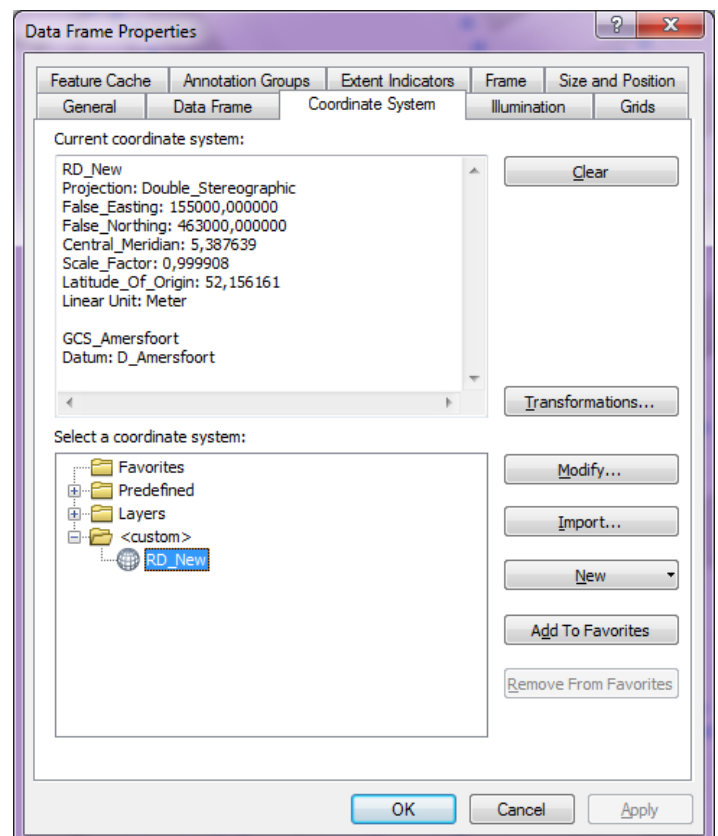 Data Frame Properties
?
X
Feature Cache
Annotation Groups
Extent Indicators
Frame
Size and Position
General
Data Frame
Coordinate System
Illumination
Grids
Current coordinate system:
RD_New
Projection: Double_Stereographic
False_Easting: 155000,000000
False_Northing: 463000,000000
Central_Meridian: 5,387639
Scale_Factor: 0,999908
Latitude_Of_Origin: 52,156161
Linear Unit: Meter
GCS_Amersfoort
Datum: D_Amersfoort
Clear
Transformations...
Select a coordinate system:
Favorites
Predefined
Layers
<custom>
RD_New
Modify...
Import...
New
Add To Favorites
Remove From Favorites
OK
Cancel
Apply